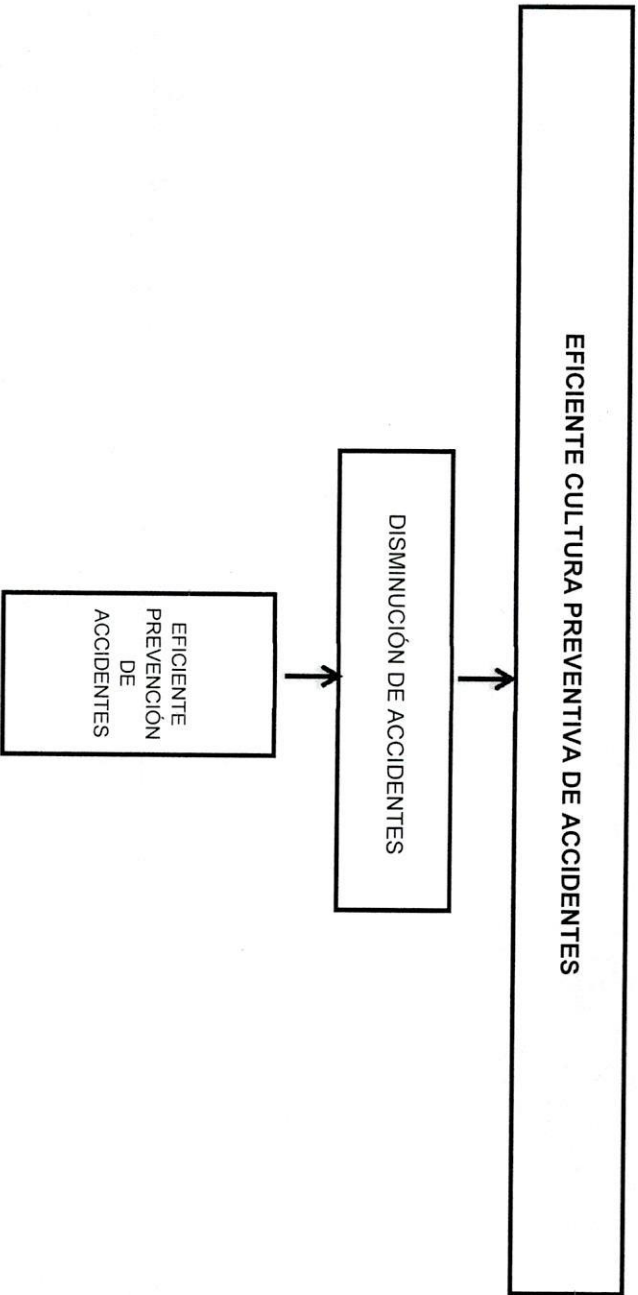 EFICIENTE CULTURA PREVENTIVA DE ACCIDENTES
DISMINUCIÓN DE ACCIDENTES
EFICIENTE
PREVENCIÓN
DE
ACCIDENTES